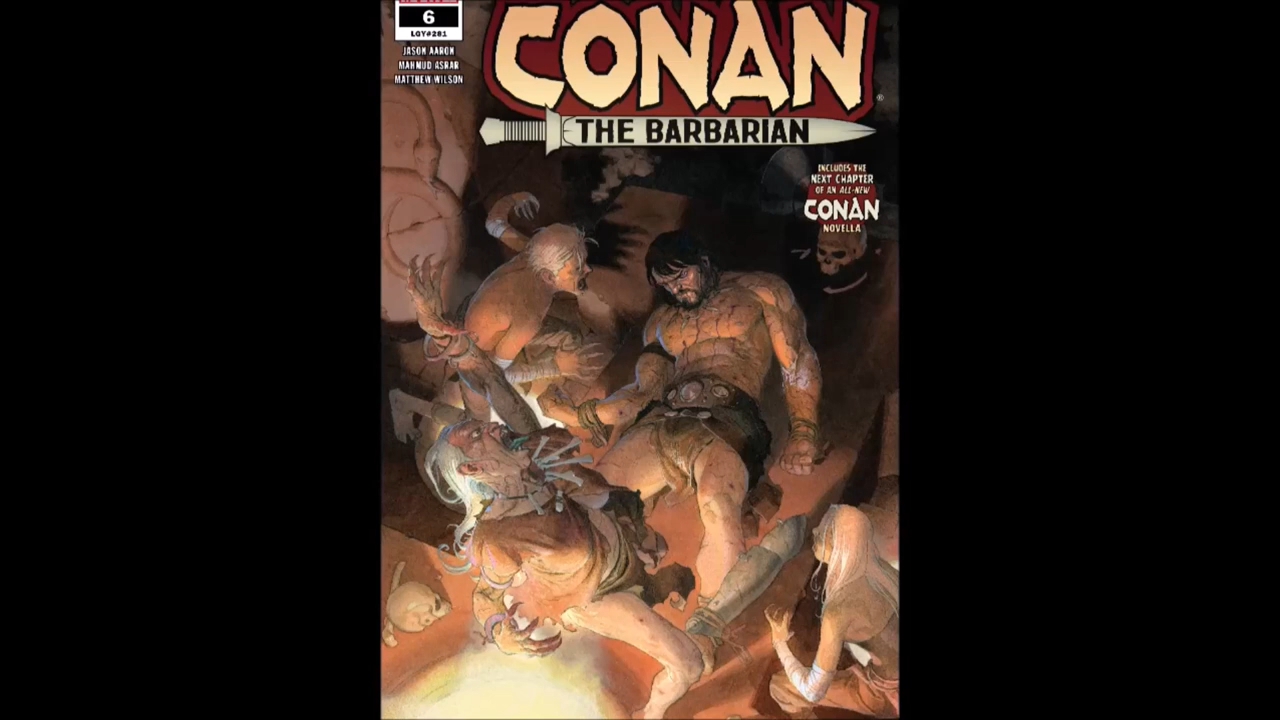 6
LGY#281
JASON AARON
MAHMUD ASRAR
MATTHEW WILSON
CONAN
®
THE BARBARIAN
INCLUDES THE
NEXT CHAPTER
OF AN ALL-NEW
CONAN
NOVELLA